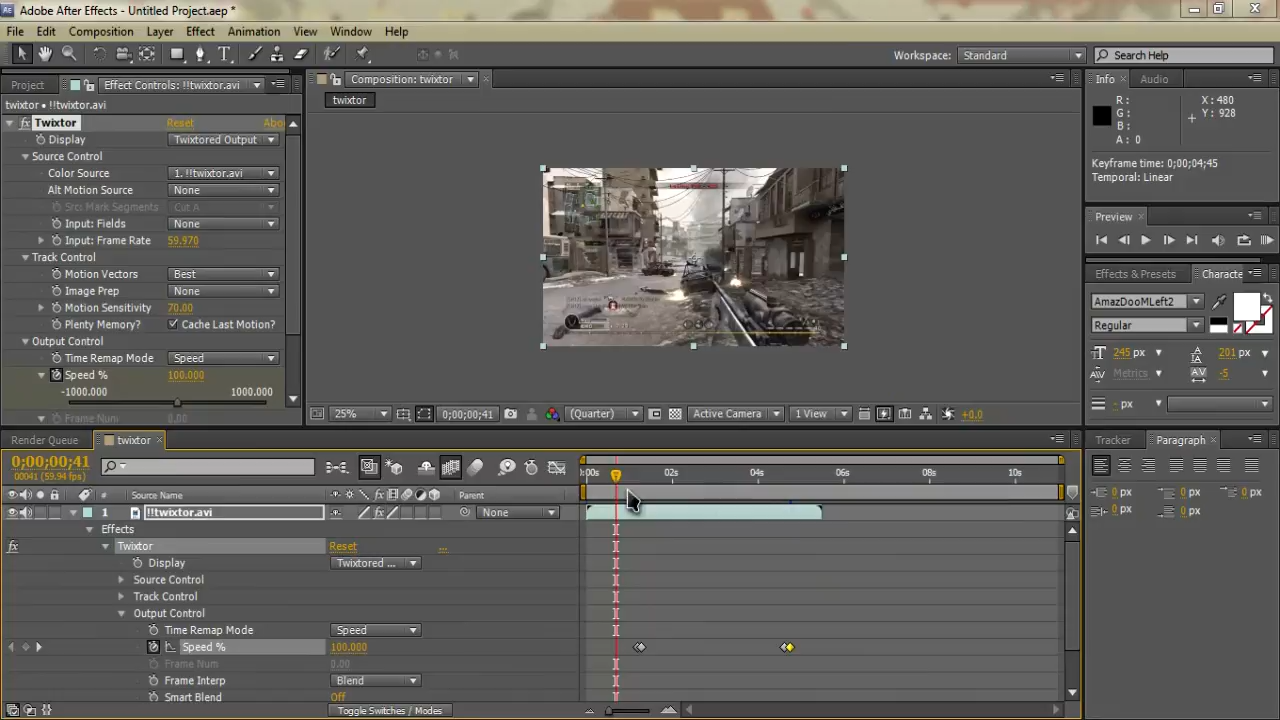 Adobe After Effects - Untitled Project.aep *
File Edit Composition Layer Effect Animation View Window Help
Workspace: Standard Search Help
Project Effect Controls: !!twixtor.avi
Composition: twixtor
Info Audio
twixtor • !!twixtor.avi
twixtor
R :
G :
B :
A : 0
X : 480
Y : 928
Twixtor Reset Abo
Display Twixtored Output
Source Control
Color Source 1. !!twixtor.avi
Alt Motion Source None
Src: Mark Segments Cut A
Input: Fields None
Input: Frame Rate 59.970
Track Control
Motion Vectors Best
Image Prep None
Motion Sensitivity 70.00
Plenty Memory? Cache Last Motion?
Output Control
Time Remap Mode Speed
Speed % 100.000
-1000.000 1000.000
Frame Num 0.00
Keyframe time: 0;00;04;45
Temporal: Linear
Preview
Effects & Presets Characte
AmazDooMLeft2
Regular
245 px 201 px
Metrics -5
- px
25% 0;00;00;41 (Quarter) Active Camera 1 View +0.0
Render Queue twixtor
Tracker Paragraph
0;00;00;41
00041 (59.94 fps)
0:00s 02s 04s 06s 08s 10s
# Source Name Parent
1 !!twixtor.avi None
Effects
Twixtor Reset ...
Display Twixtored ...
Source Control
Track Control
Output Control
Time Remap Mode Speed
Speed % 100.000
Frame Num 0.00
Frame Interp Blend
Smart Blend Off
Toggle Switches / Modes
0 px 0 px 0 px
0 px 0 px